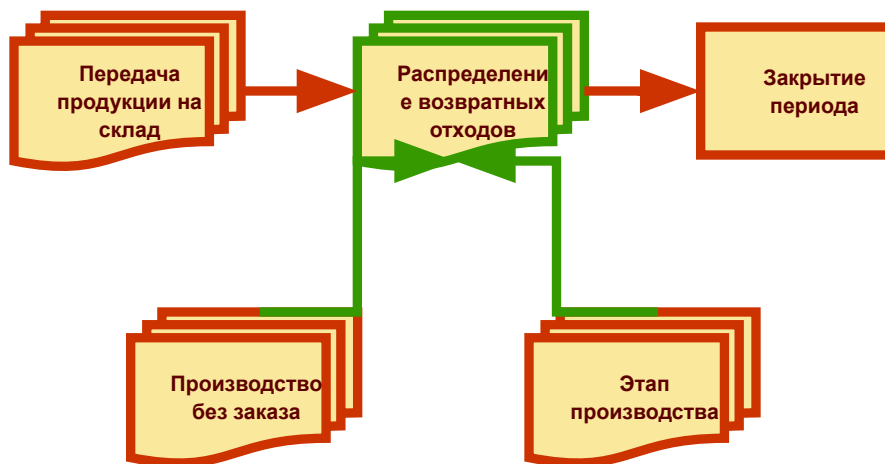 Передача
продукции на
склад
Распределени
е возвратных
отходов
Закрытие
периода
Производство
без заказа
Этап
производства